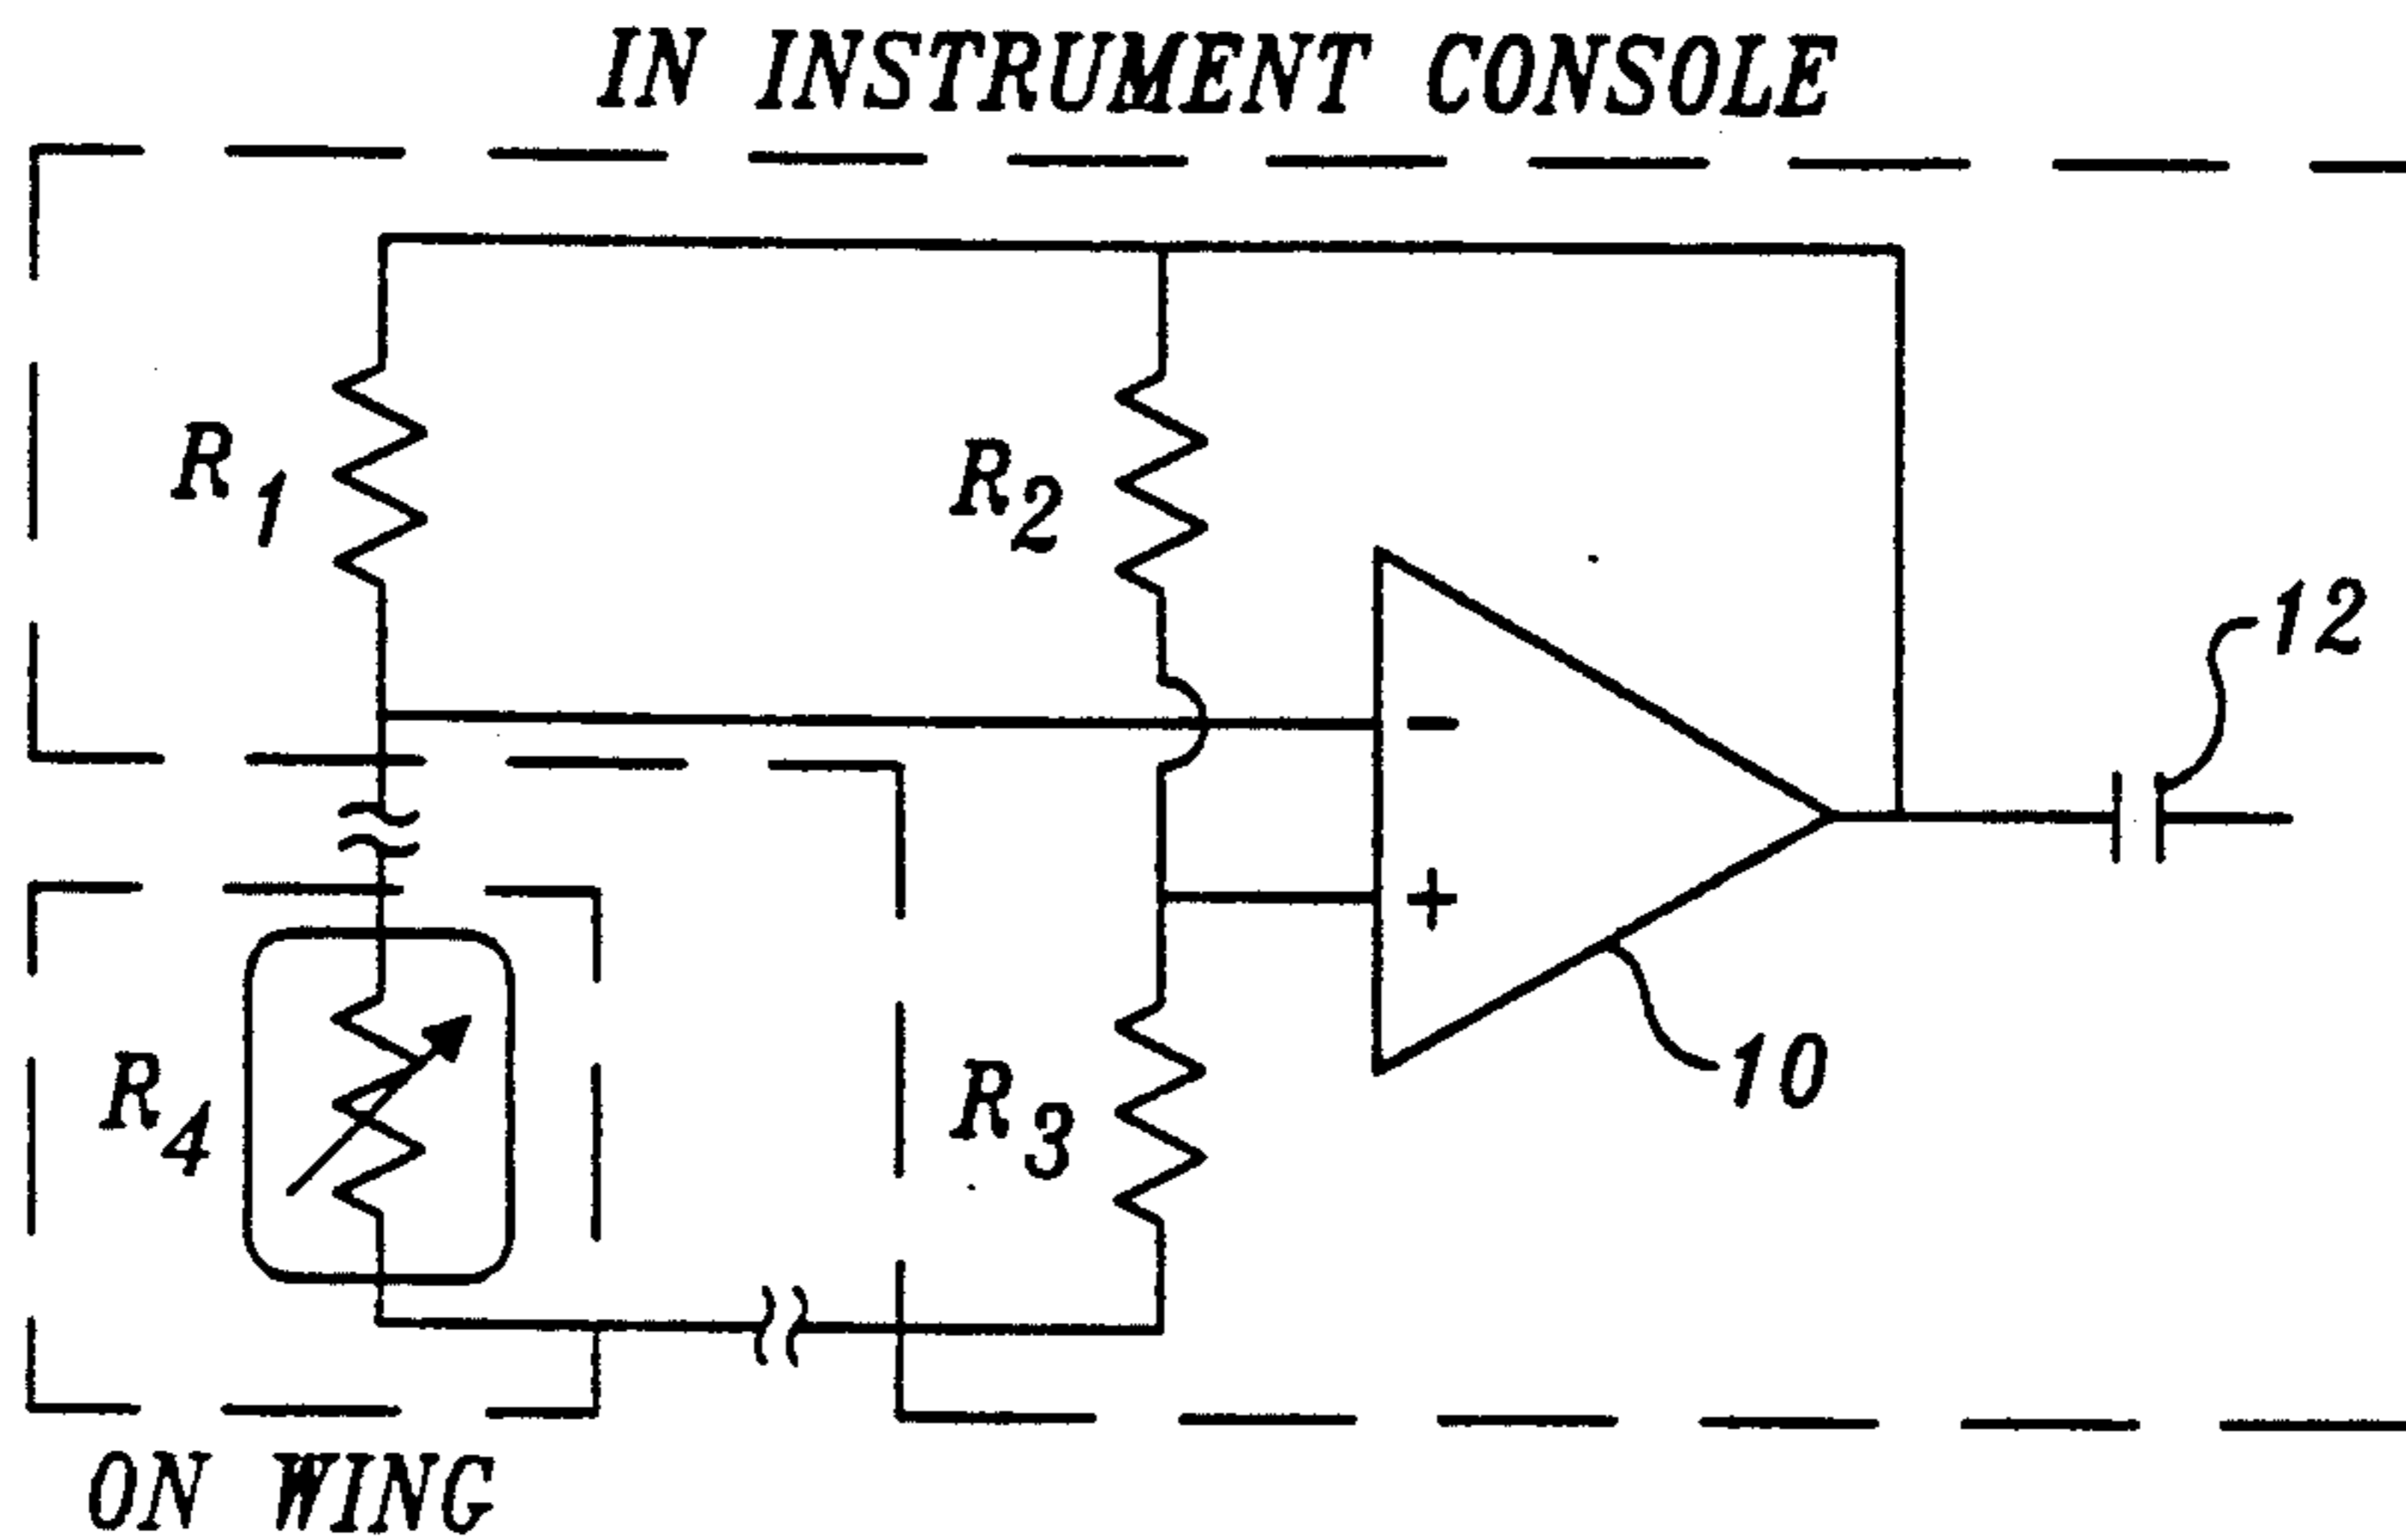 IN INSTRUMENT CONSOLE
R1
R2
12
-
+
10
R4
R3
ON WING